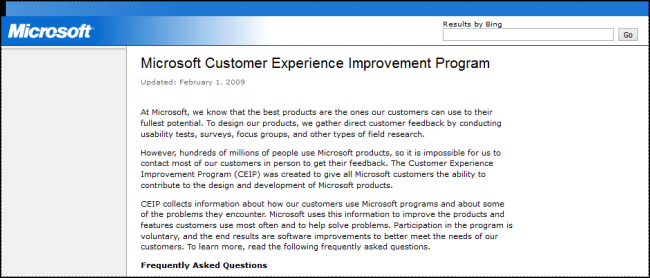 Results by Bing
Microsoft
Go
Microsoft Customer Experience Improvement Program
Updated: February 1, 2009
At Microsoft, we know that the best products are the ones our customers can use to their
fullest potential. To design our products, we gather direct customer feedback by conducting
usability tests, surveys, focus groups, and other types of field research.
However, hundreds of millions of people use Microsoft products, so it is impossible for us to
contact most of our customers in person to get their feedback. The Customer Experience
Improvement Program (CEIP) was created to give all Microsoft customers the ability to
contribute to the design and development of Microsoft products.
CEIP collects information about how our customers use Microsoft programs and about some
of the problems they encounter. Microsoft uses this information to improve the products and
features customers use most often and to help solve problems. Participation in the program is
voluntary, and the end results are software improvements to better meet the needs of our
customers. To learn more, read the following frequently asked questions.
Frequently Asked Questions